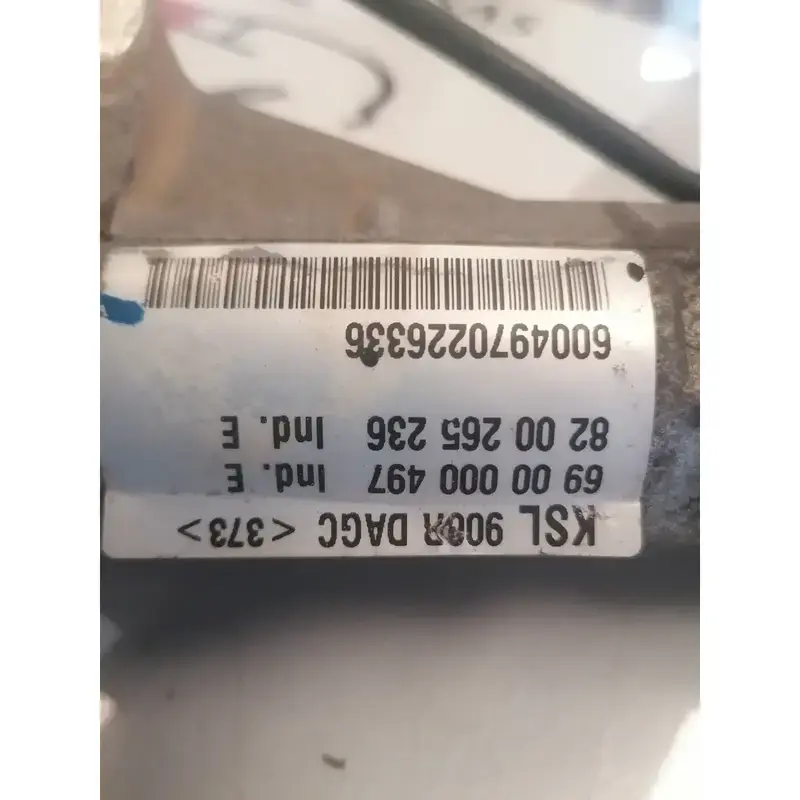 KSL 900R DAGC <373>
69 00 000 497 Ind. E
82 00 265 236 Ind. E
6004970226336